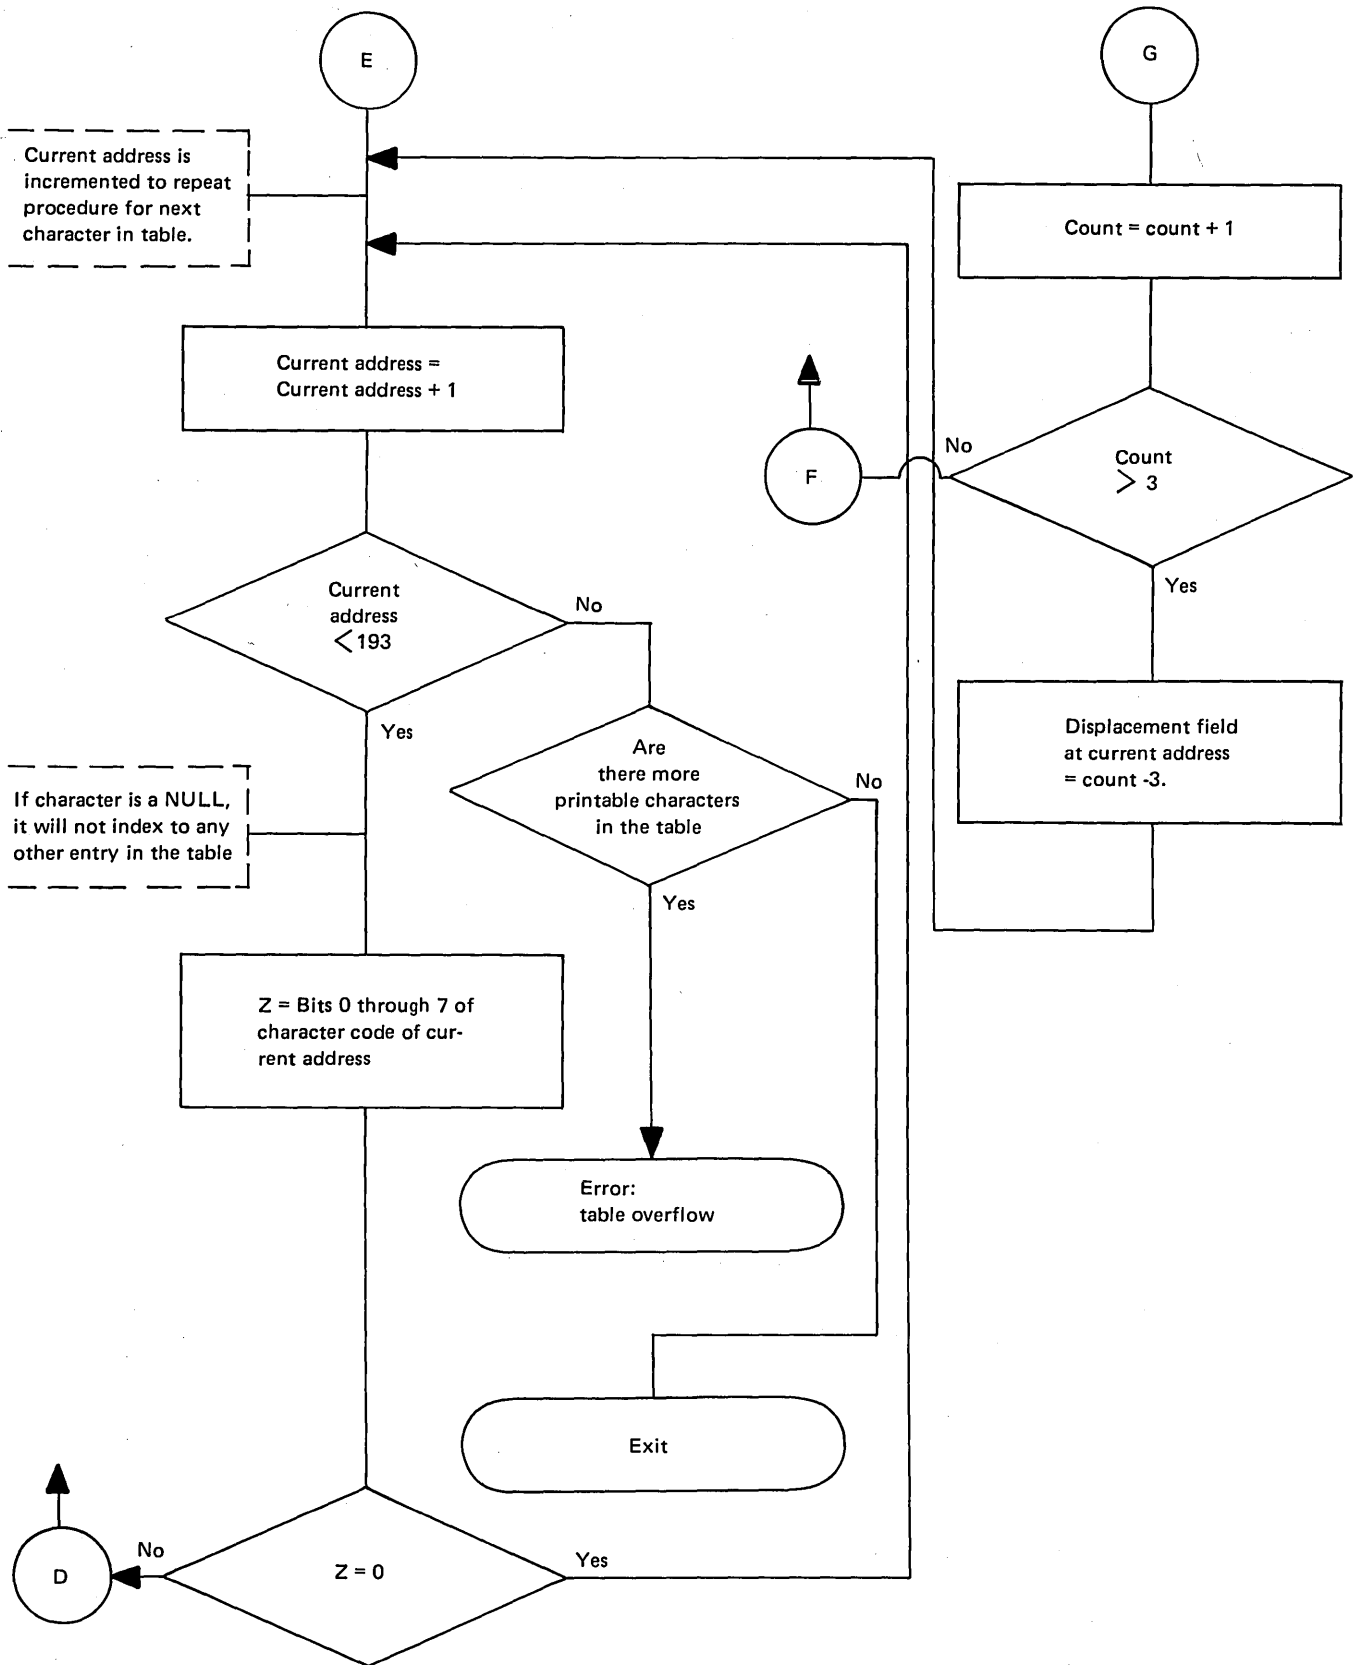 E
G
Current address is
incremented to repeat
procedure for next
character in table.
Count = count + 1
Current address =
Current address + 1
F
No
Count
> 3
Yes
Current
address
<193
No
Yes
Displacement field
at current address
= count -3.
Are
there more
printable characters
in the table
No
Yes
If character is a NULL,
it will not index to any
other entry in the table
Z = Bits 0 through 7 of
character code of cur-
rent address
Error:
table overflow
Exit
D
No
Z = 0
Yes